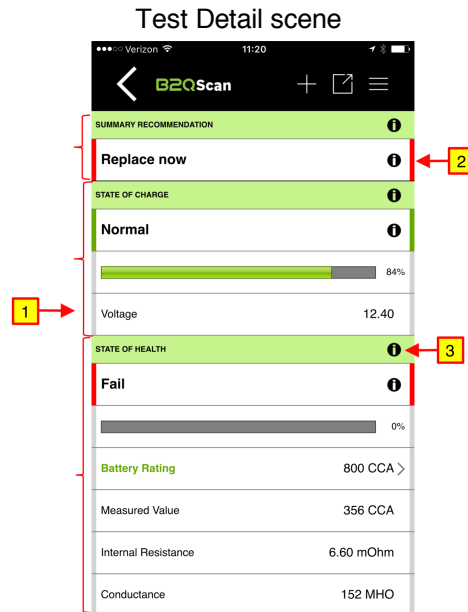 Test Detail scene
Verizon 11:20
B2QScan
SUMMARY RECOMMENDATION
Replace now
2
STATE OF CHARGE
Normal
84%
1
Voltage 12.40
STATE OF HEALTH
3
Fail
0%
Battery Rating 800 CCA
Measured Value 356 CCA
Internal Resistance 6.60 mOhm
Conductance 152 MHO